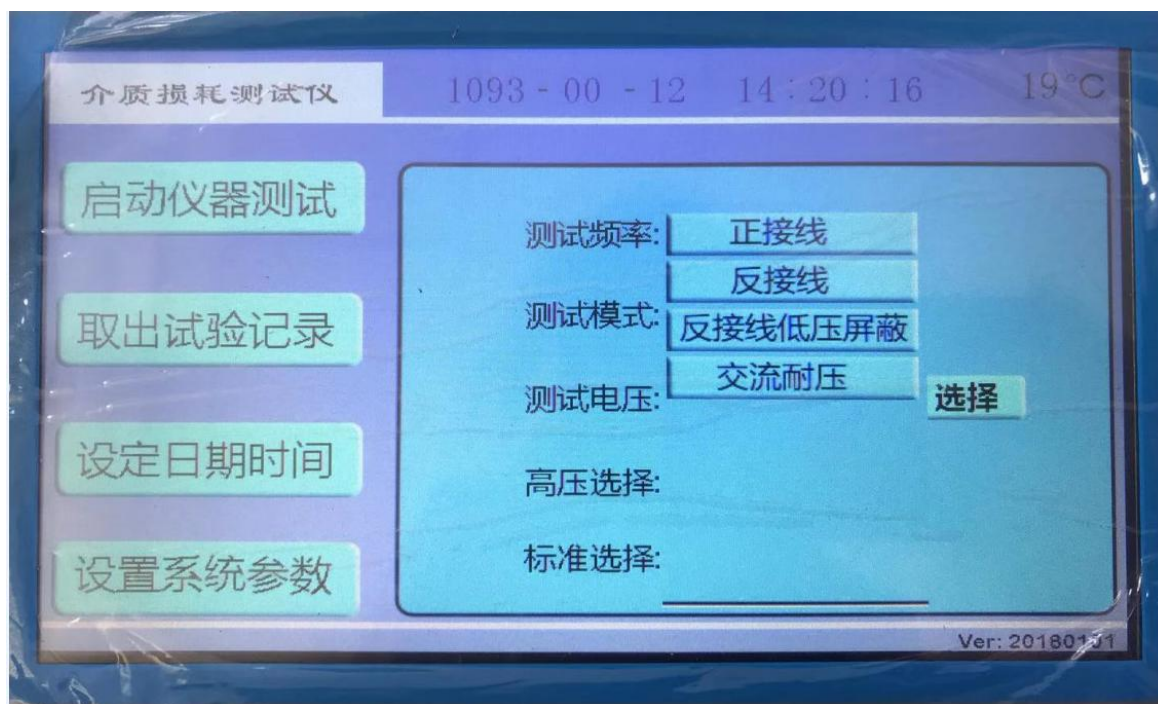 介质损耗测试仪 1093-00-12 14:20:16 19°C
启动仪器测试
取出试验记录
设定日期时间
设置系统参数
测试频率: 正接线
反接线
测试模式: 反接线低压屏蔽
交流耐压
测试电压: 选择
高压选择:
标准选择:
Ver: 20180101